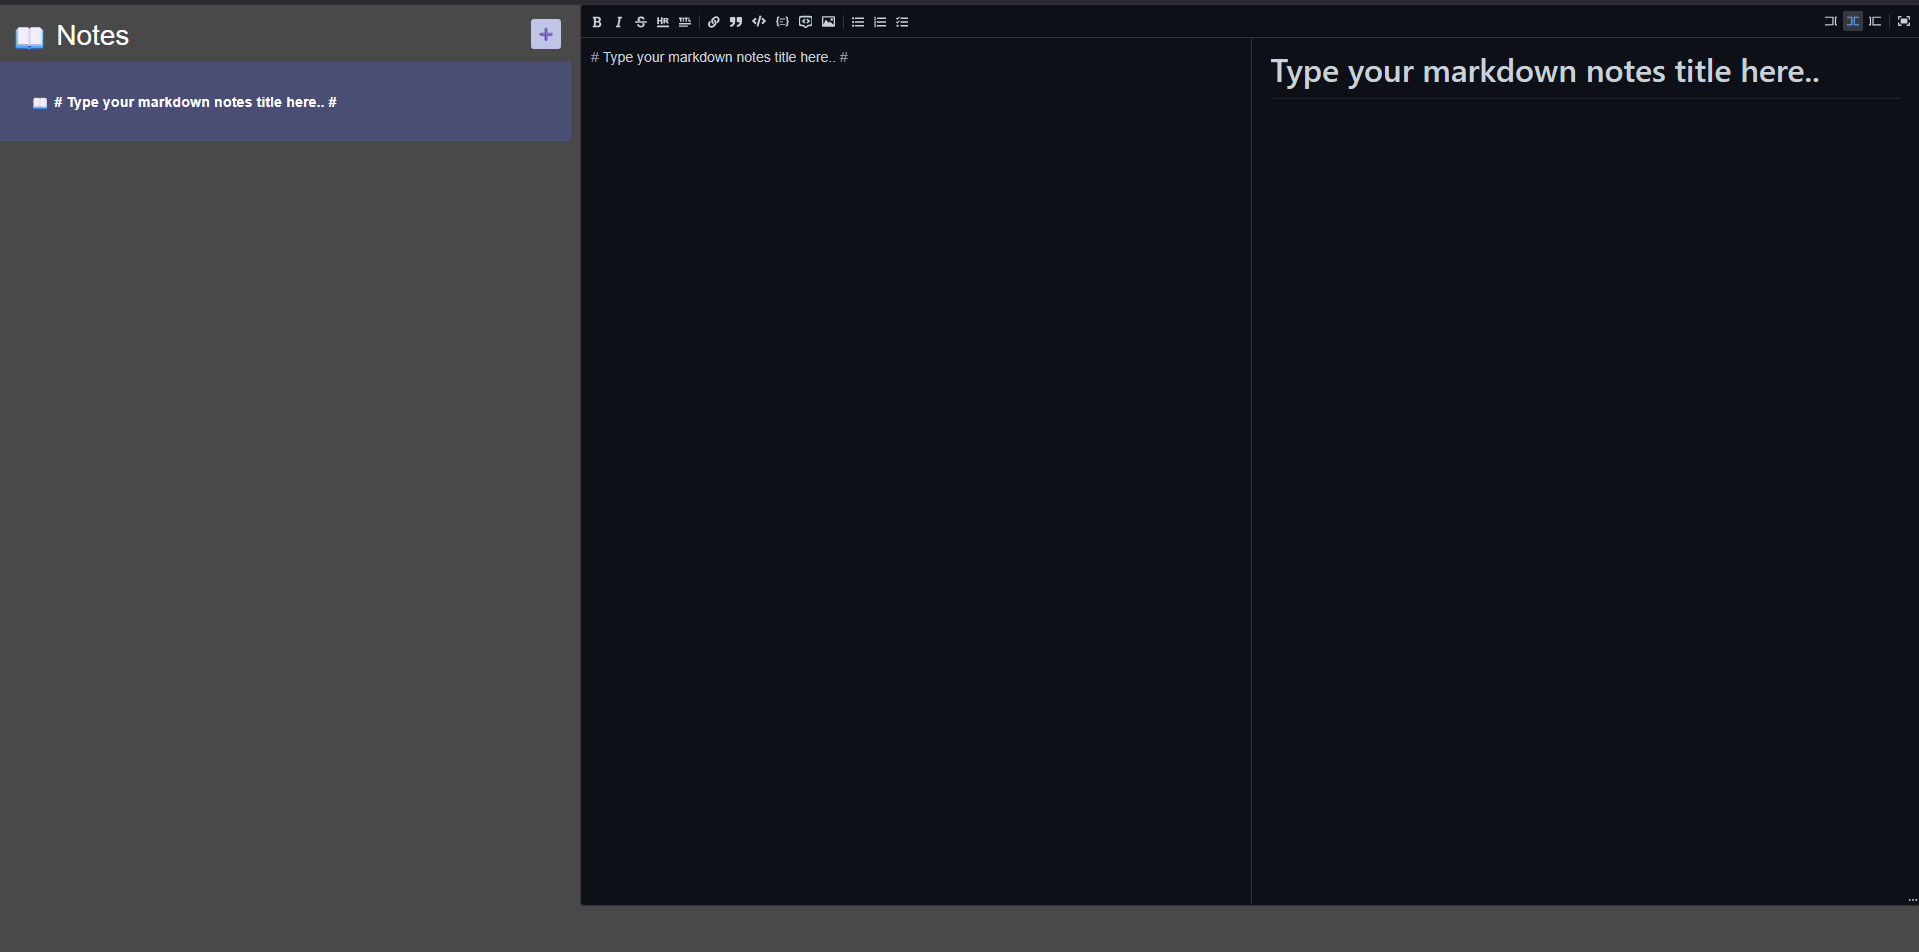 Notes
# Type your markdown notes title here.. #
B I S HR TITL
# Type your markdown notes title here.. #
Type your markdown notes title here..